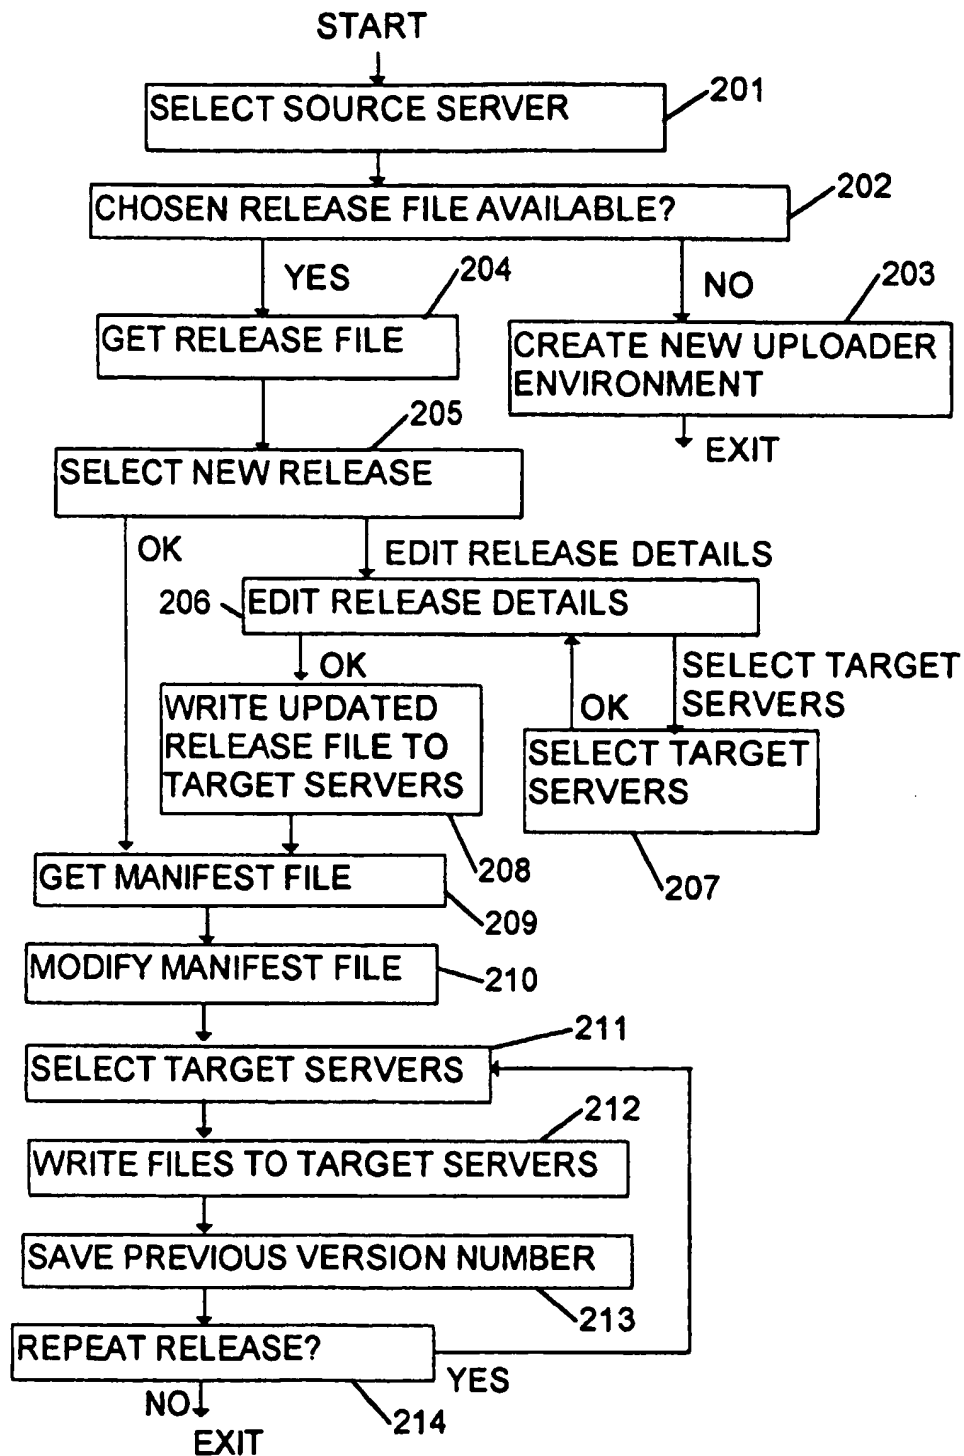 START
SELECT SOURCE SERVER
201
CHOSEN RELEASE FILE AVAILABLE?
202
YES
204
NO
203
GET RELEASE FILE
CREATE NEW UPLOADER
ENVIRONMENT
205
EXIT
SELECT NEW RELEASE
OK
EDIT RELEASE DETAILS
206
EDIT RELEASE DETAILS
OK
OK
SELECT TARGET
SERVERS
WRITE UPDATED
RELEASE FILE TO
TARGET SERVERS
SELECT TARGET
SERVERS
208
207
GET MANIFEST FILE
209
MODIFY MANIFEST FILE
210
211
SELECT TARGET SERVERS
212
WRITE FILES TO TARGET SERVERS
SAVE PREVIOUS VERSION NUMBER
213
REPEAT RELEASE?
YES
NO
214
EXIT